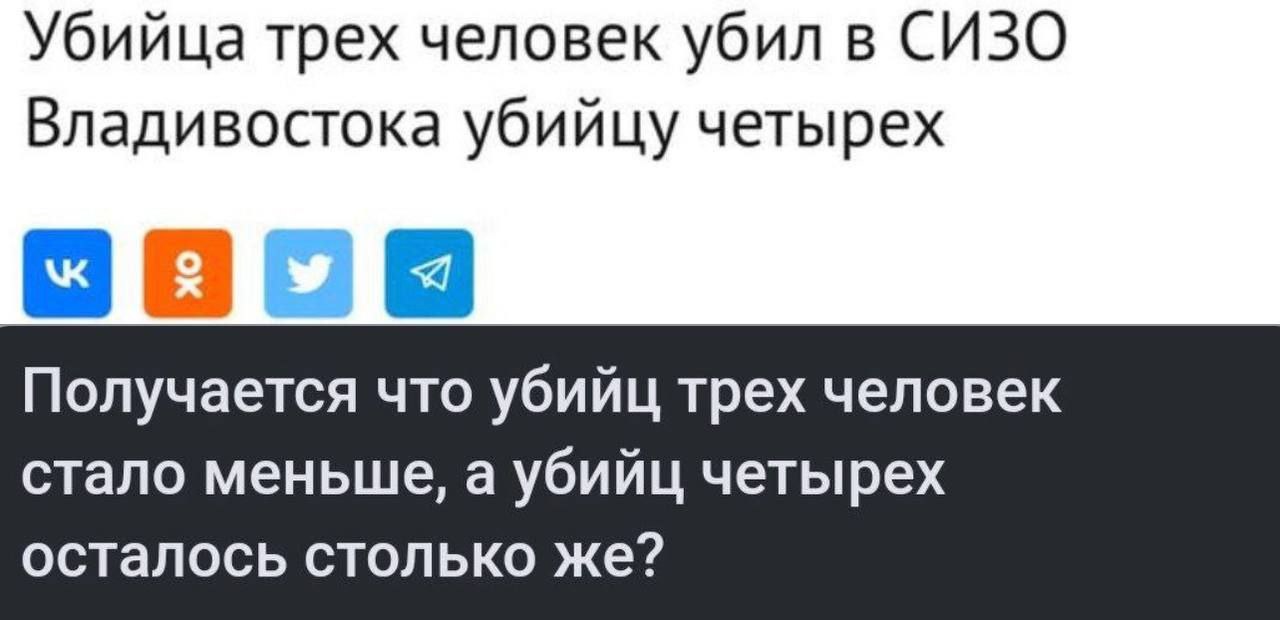 Убийца трех человек убил в СИЗО
Владивостока убийцу четырех
Получается что убийц трех человек
стало меньше, а убийц четырех
осталось столько же?